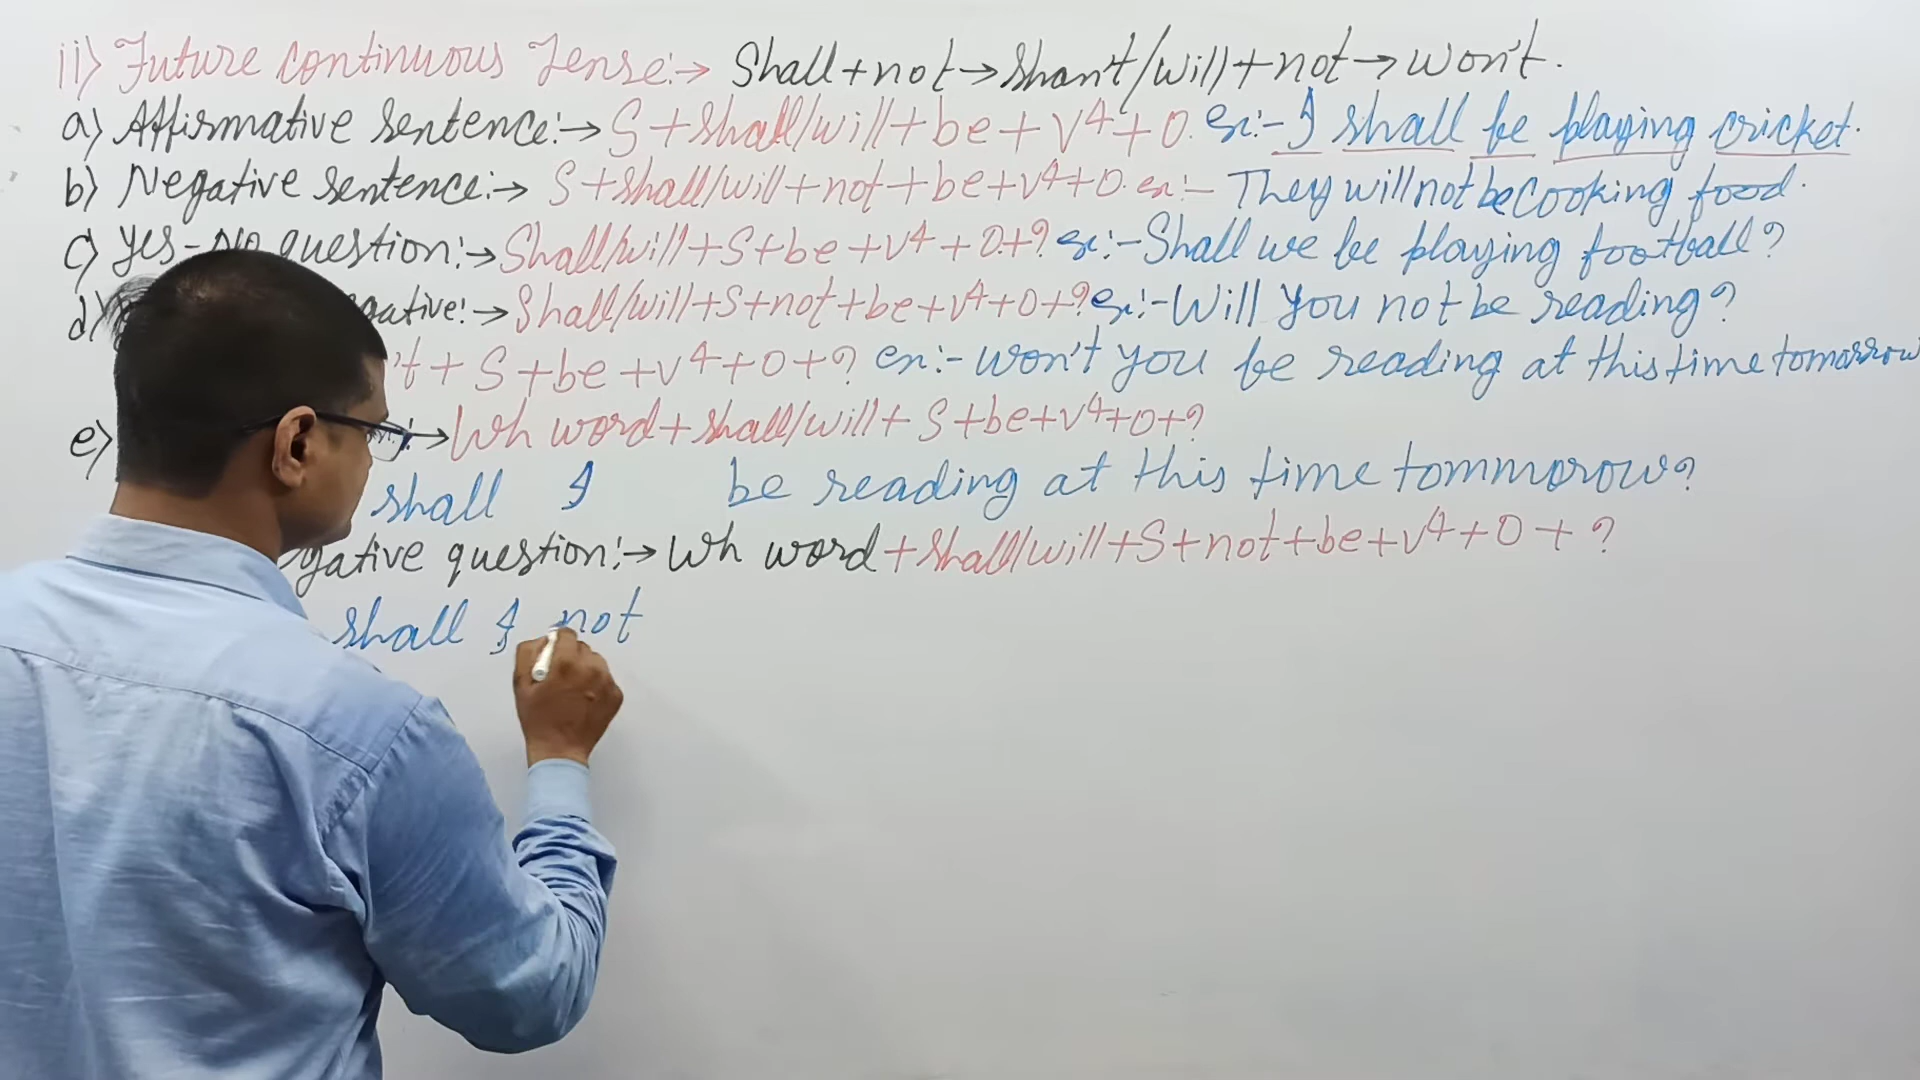 ii) Future continuous Tense:→ Shall+not→shan't/will+not→won't.
a) Affirmative sentence:→ S+shall/will+be+V4+O. ex:- I shall be playing cricket.
b) Negative sentence:→ S+shall/will+not+be+v4+O. ex:- They will not be cooking food.
c) Yes-No question:→ Shall/will+S+be+v4+O+? ex:- Shall we be playing football?
d) gative:→ Shall/will+S+not+be+v4+O+? ex:- Will you not be reading?
't + S+be+v4+O+? ex:- won't you be reading at this time tomorrow
e) :→ Wh word+shall/will+S+be+v4+O+?
shall I be reading at this time tommorow?
gative question:→ Wh word+shall/will+S+not+be+v4+O+?
shall I not